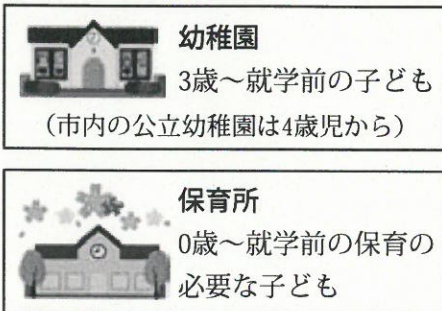 幼稚園
3歳～就学前の子ども
（市内の公立幼稚園は4歳児から）
保育所
0歳～就学前の保育の
必要な子ども